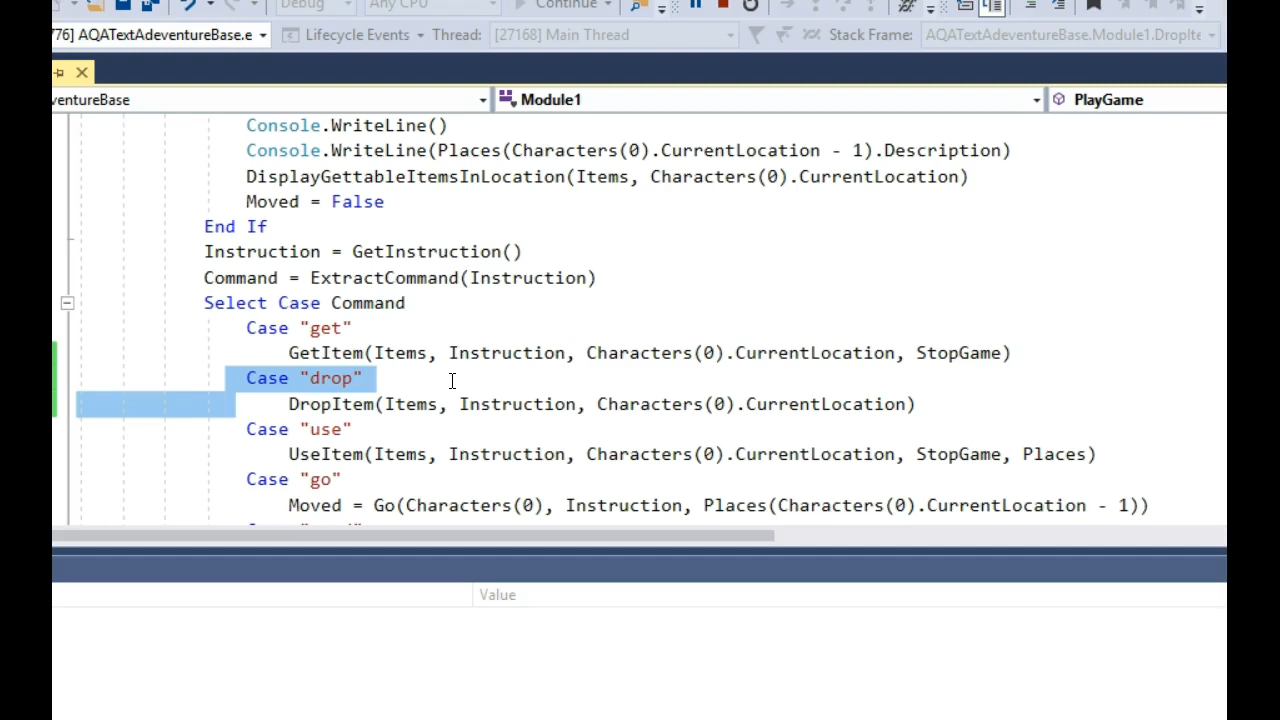 Debug Any CPU Continue
76] AQATextAdeventureBase.e Lifecycle Events Thread: [27168] Main Thread Stack Frame: AQATextAdeventureBase.Module1.DropIte
ventureBase Module1 PlayGame
Console.WriteLine()
Console.WriteLine(Places(Characters(0).CurrentLocation - 1).Description)
DisplayGettableItemsInLocation(Items, Characters(0).CurrentLocation)
Moved = False
End If
Instruction = GetInstruction()
Command = ExtractCommand(Instruction)
Select Case Command
Case "get"
GetItem(Items, Instruction, Characters(0).CurrentLocation, StopGame)
Case "drop"
DropItem(Items, Instruction, Characters(0).CurrentLocation)
Case "use"
UseItem(Items, Instruction, Characters(0).CurrentLocation, StopGame, Places)
Case "go"
Moved = Go(Characters(0), Instruction, Places(Characters(0).CurrentLocation - 1))
Value